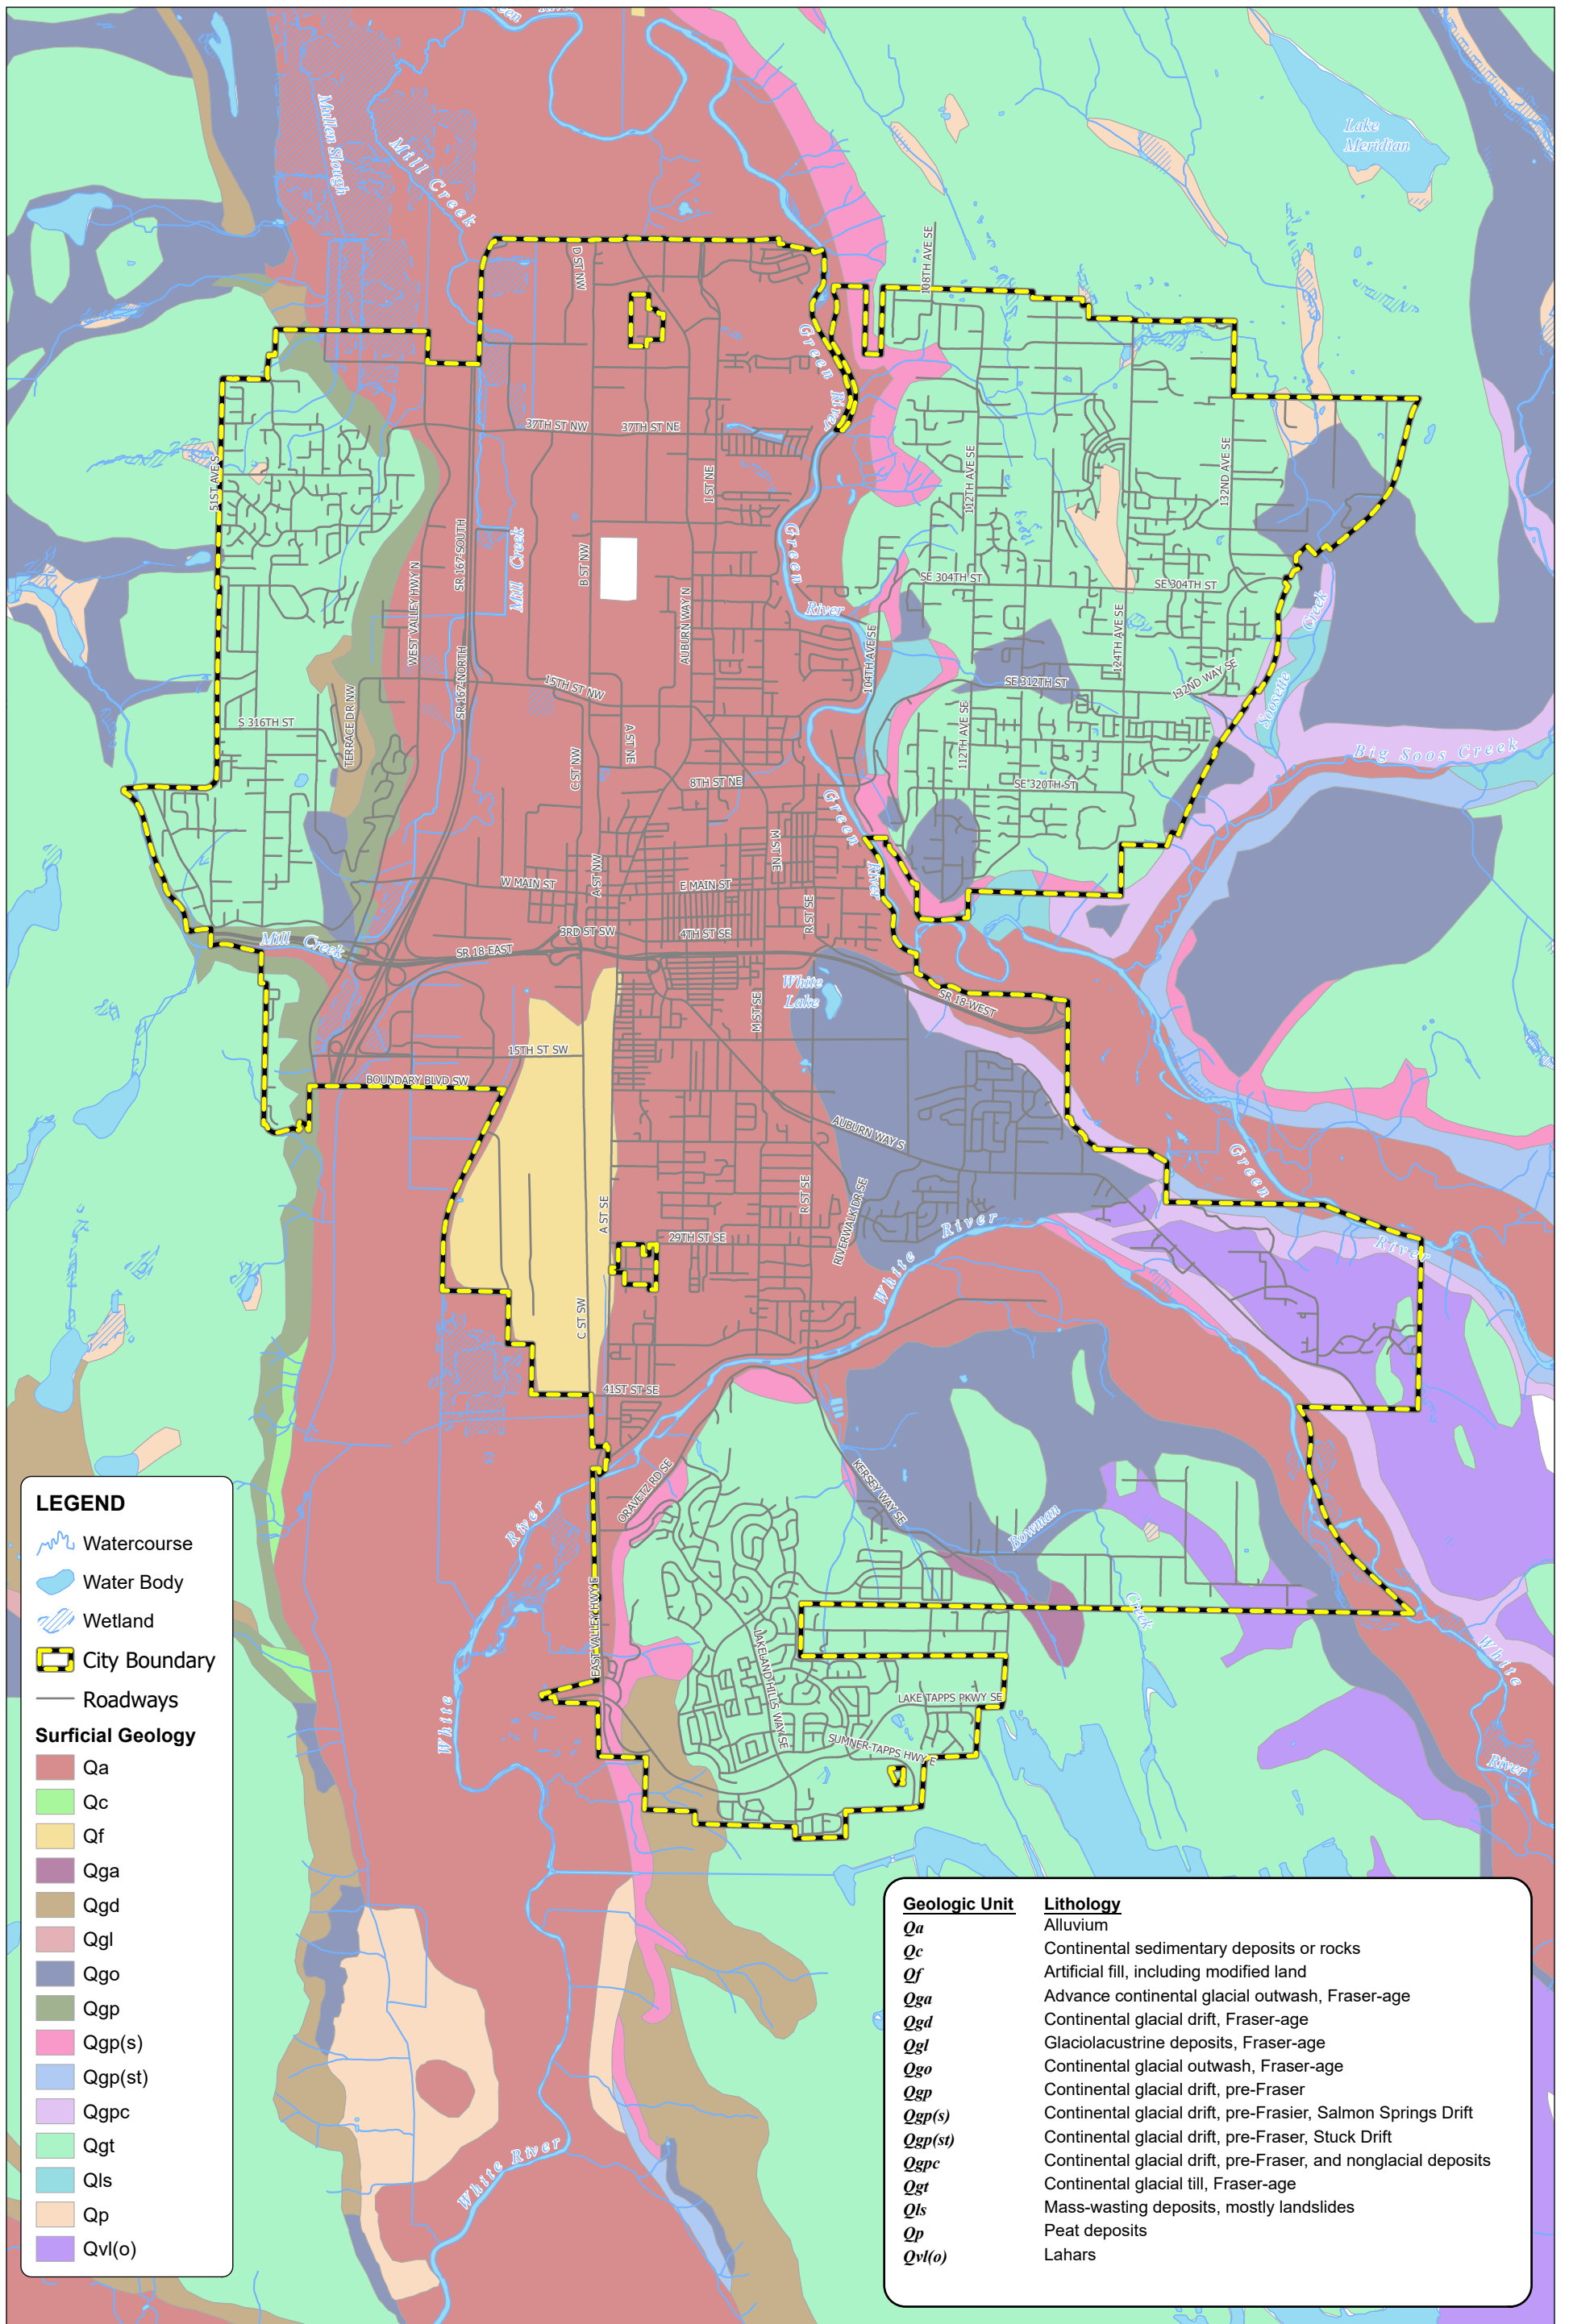 Green River
Mullen Slough
Mill Creek
Lake
Meridian
D ST NW
108TH AVE SE
Green River
37TH ST NW
37TH ST NE
51ST AVE S
I ST NE
112TH AVE SE
132ND AVE SE
SR 167-SOUTH
Mill Creek
B ST NW
Green
River
WEST VALLEY HWY N
AUBURN WAY N
SE 304TH ST
SE 304TH ST
Creek
Soosette
104TH AVE SE
124TH AVE SE
SR 167-NORTH
15TH ST NW
SE 312TH ST
132ND WAY SE
TERRACE DR NW
S 316TH ST
A ST NE
112TH AVE SE
Big Soos Creek
C ST NW
8TH ST NE
SE 320TH ST
Green
River
M ST NE
A ST NW
W MAIN ST
E MAIN ST
R ST SE
3RD ST SW
4TH ST SE
Mill Creek
SR 18-EAST
White
Lake
SR 18-WEST
M ST SE
15TH ST SW
BOUNDARY BLVD SW
AUBURN WAY S
Green
River
A ST SE
R ST SE
RIVERWALK DR SE
29TH ST SE
White River
C ST SW
41ST ST SE
ORAVETZ RD SE
KERSEY WAY SE
River
Bowman
Creek
EAST VALLEY HWY E
LAKELAND HILLS WAY SE
White
LAKE TAPPS PKWY SE
SUMNER-TAPPS HWY E
White
River
White River
LEGEND
Watercourse
Water Body
Wetland
City Boundary
Roadways
Surficial Geology
Qa
Qc
Qf
Qga
Qgd
Qgl
Qgo
Qgp
Qgp(s)
Qgp(st)
Qgpc
Qgt
Qls
Qp
Qvl(o)
Geologic Unit Lithology
Qa Alluvium
Qc Continental sedimentary deposits or rocks
Qf Artificial fill, including modified land
Qga Advance continental glacial outwash, Fraser-age
Qgd Continental glacial drift, Fraser-age
Qgl Glaciolacustrine deposits, Fraser-age
Qgo Continental glacial outwash, Fraser-age
Qgp Continental glacial drift, pre-Fraser
Qgp(s) Continental glacial drift, pre-Frasier, Salmon Springs Drift
Qgp(st) Continental glacial drift, pre-Fraser, Stuck Drift
Qgpc Continental glacial drift, pre-Fraser, and nonglacial deposits
Qgt Continental glacial till, Fraser-age
Qls Mass-wasting deposits, mostly landslides
Qp Peat deposits
Qvl(o) Lahars